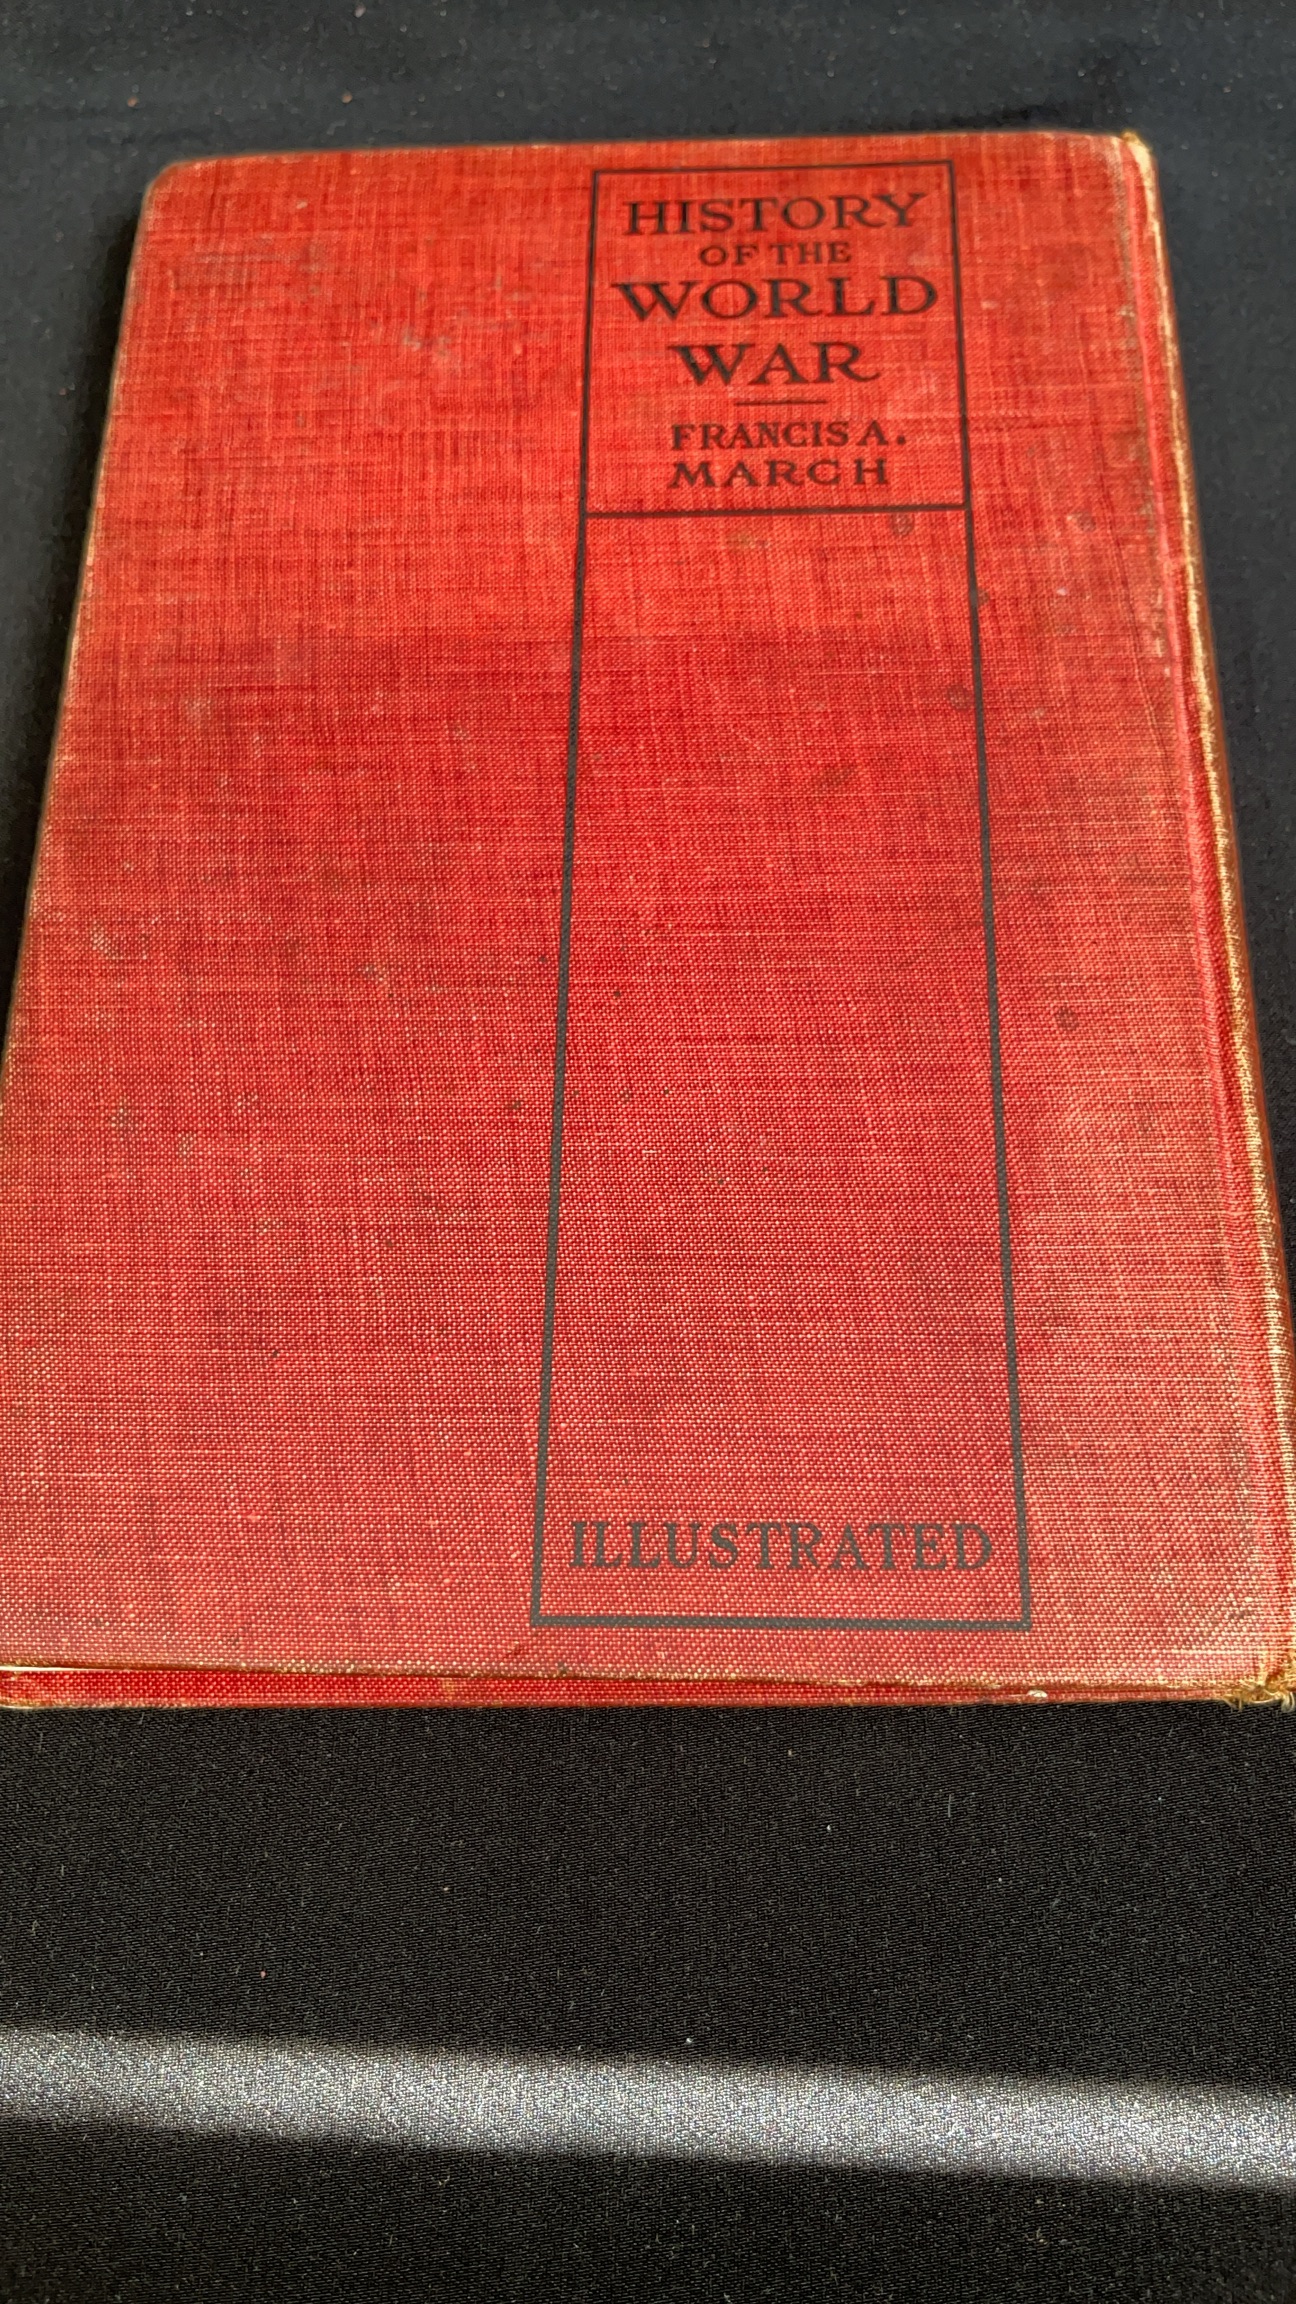 HISTORY
OF THE
WORLD
WAR
FRANCIS A.
MARCH
ILLUSTRATED